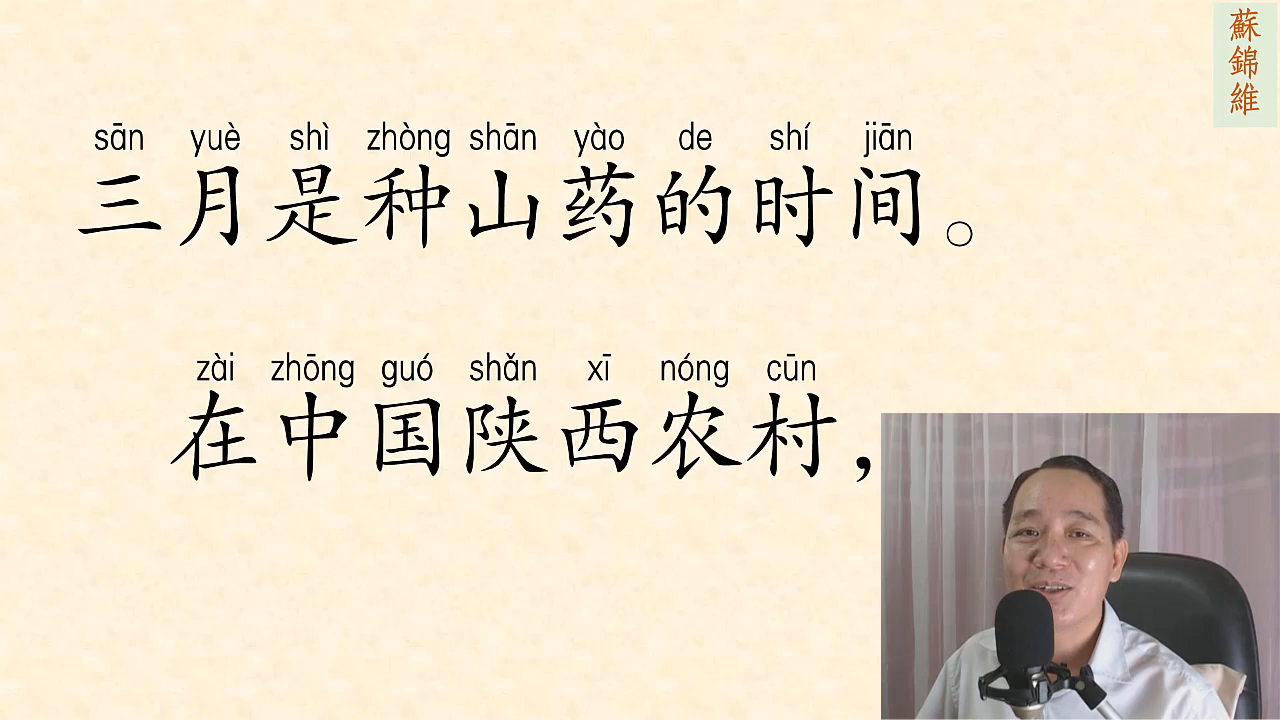 sān yuè shì zhòng shān yào de shí jiān
三月是种山药的时间。
zài zhōng guó shǎn xī nóng cūn
在中国陕西农村，
蘇錦維